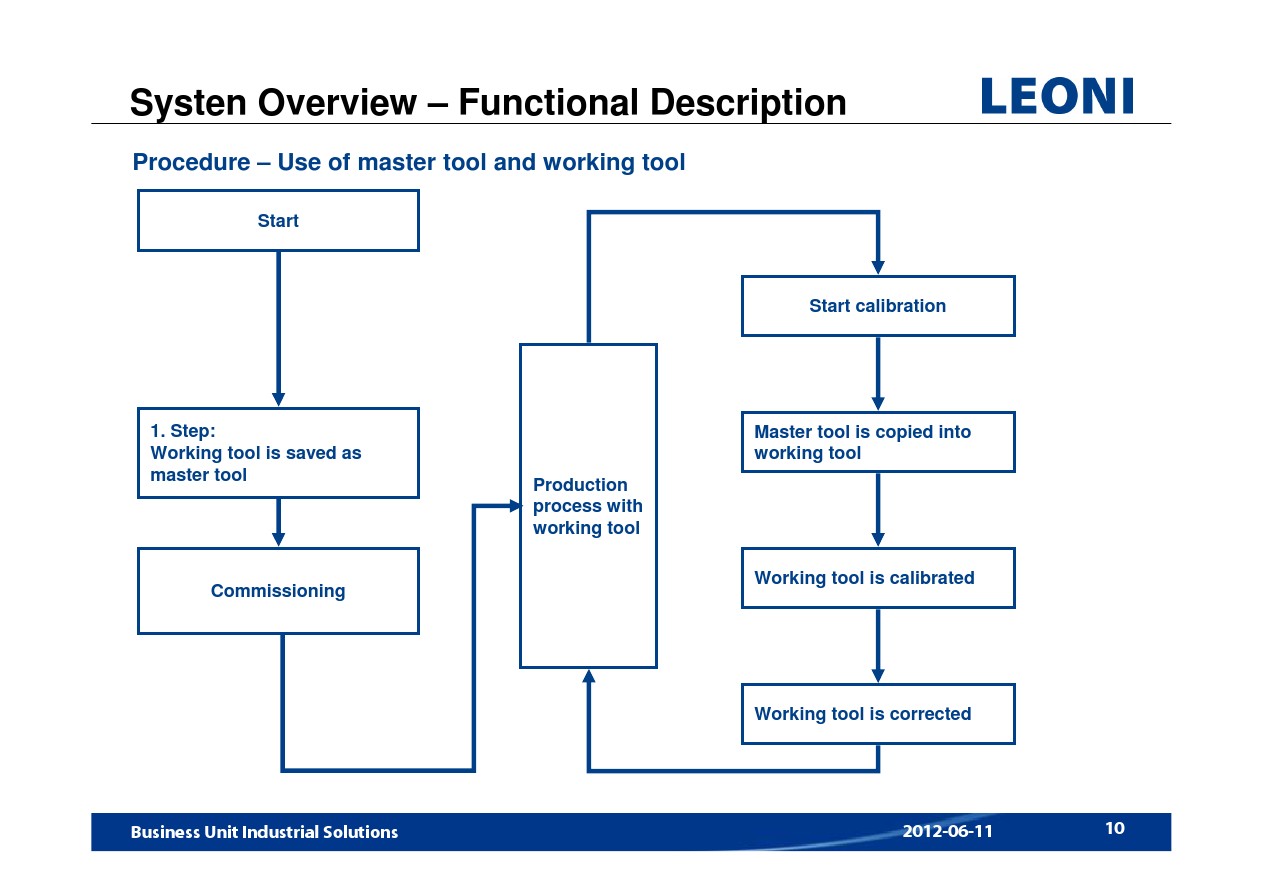 Systen Overview – Functional Description
LEONI
Procedure – Use of master tool and working tool
Start
1. Step:
Working tool is saved as
master tool
Commissioning
Production
process with
working tool
Start calibration
Master tool is copied into
working tool
Working tool is calibrated
Working tool is corrected
Business Unit Industrial Solutions
2012-06-11
10